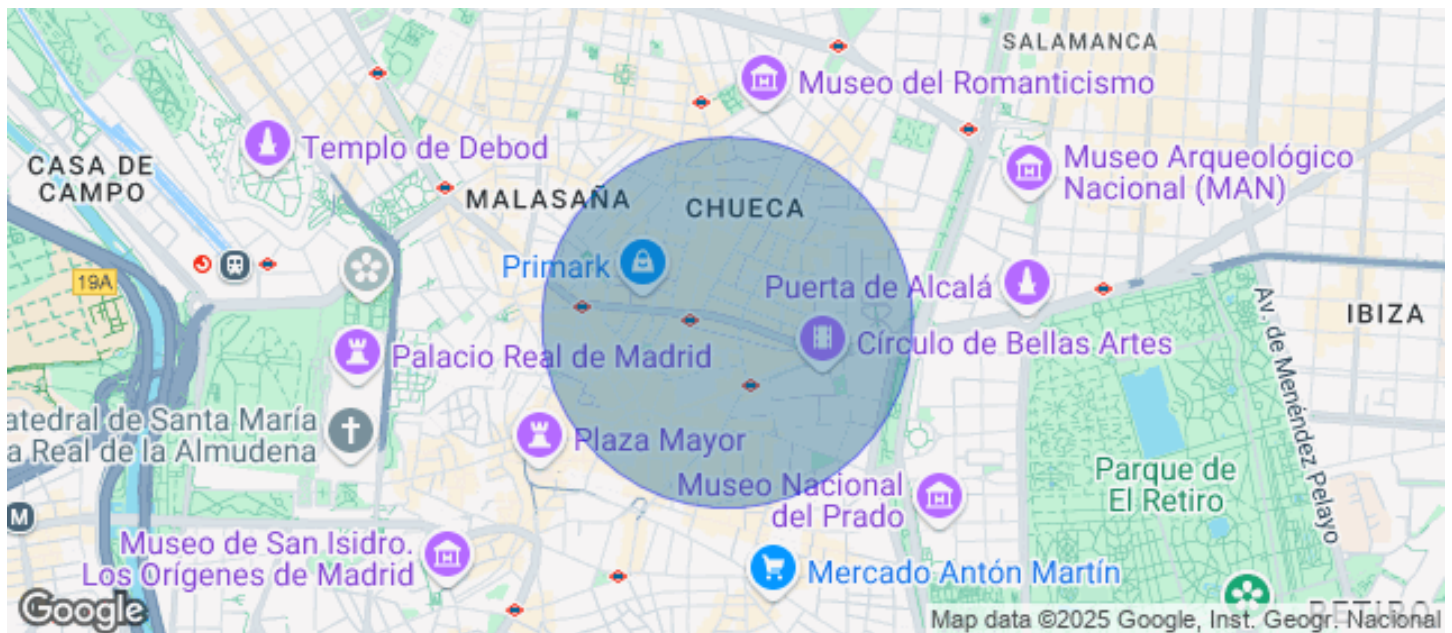 SALAMANCA
Museo del Romanticismo
Templo de Debod
CASA DE
CAMPO
MALASAÑA
CHUECA
Museo Arqueológico
Nacional (MAN)
Primark
Puerta de Alcalá
19A
IBIZA
Av. de Menéndez Pelayo
Palacio Real de Madrid
Círculo de Bellas Artes
atedral de Santa María
a Real de la Almudena
Plaza Mayor
Museo Nacional
del Prado
Parque de
El Retiro
M
Museo de San Isidro.
Los Orígenes de Madrid
Mercado Antón Martín
RETIRO
Google
Map data ©2025 Google, Inst. Geogr. Nacional